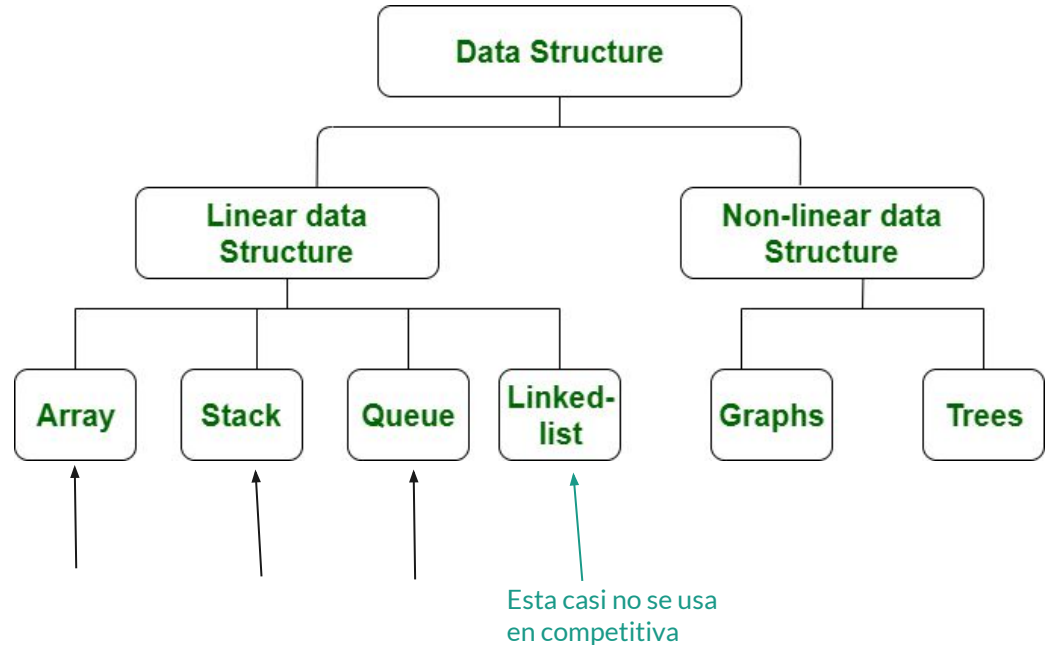 Data Structure
Linear data
Structure
Non-linear data
Structure
Array
Stack
Queue
Linked-
list
Graphs
Trees
Esta casi no se usa
en competitiva